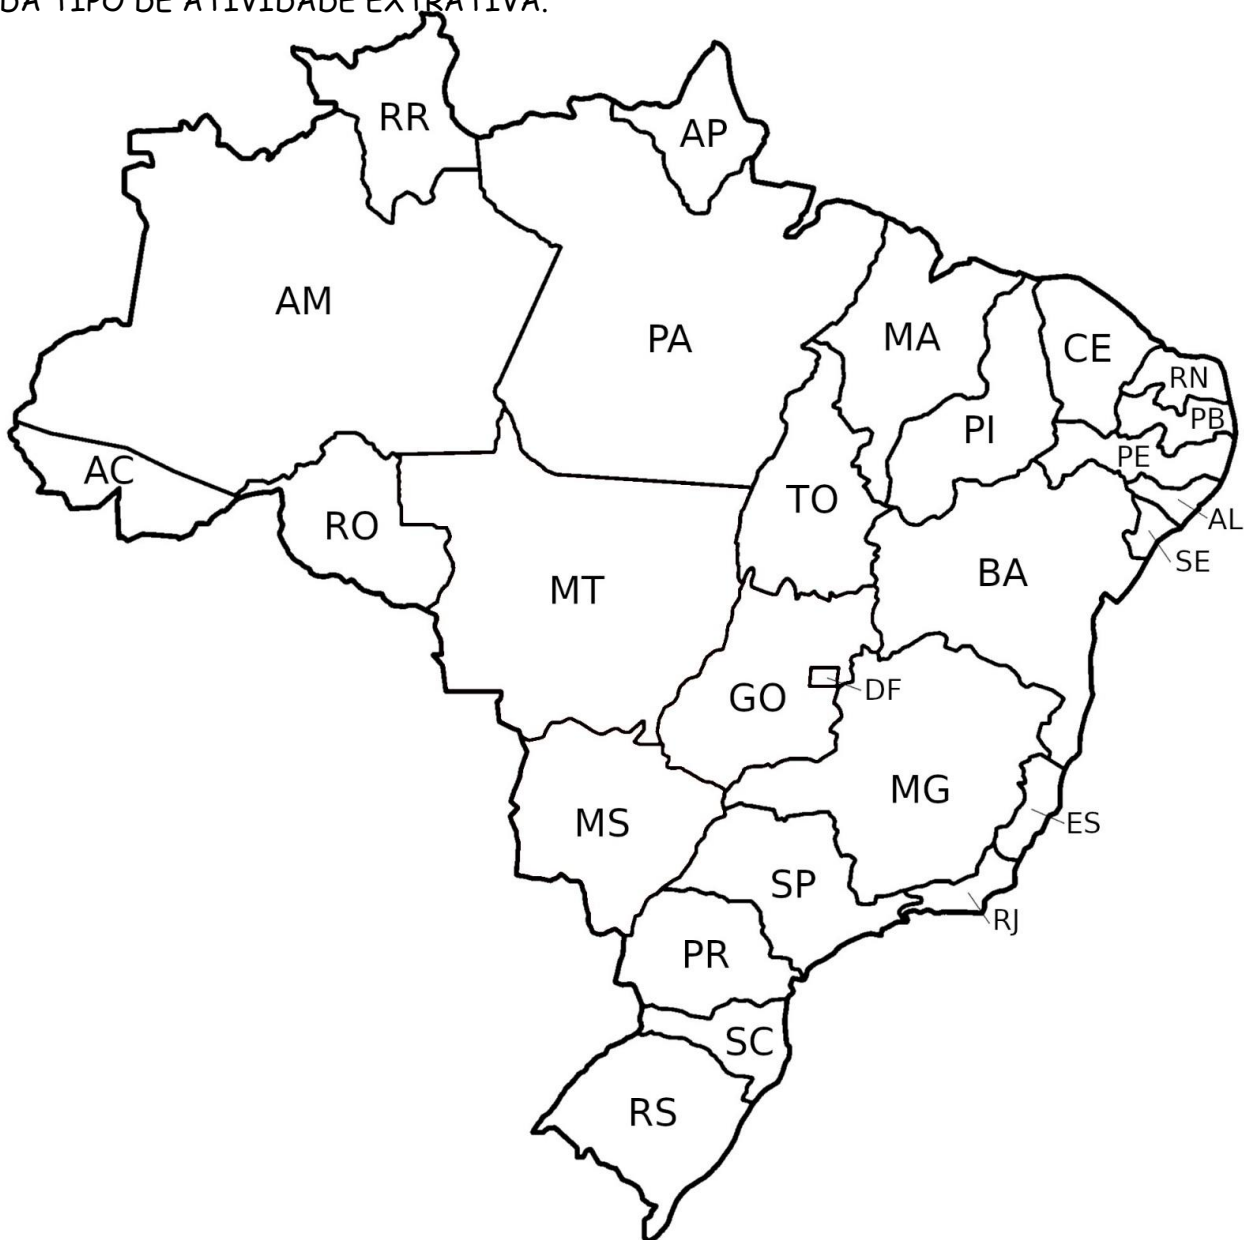 DA TIPO DE ATIVIDADE EXTRATIVA.
RR
AP
AM
PA
MA
CE
RN
PB
PI
PE
AC
TO
AL
RO
SE
BA
MT
DF
GO
MG
MS
ES
SP
RJ
PR
SC
RS